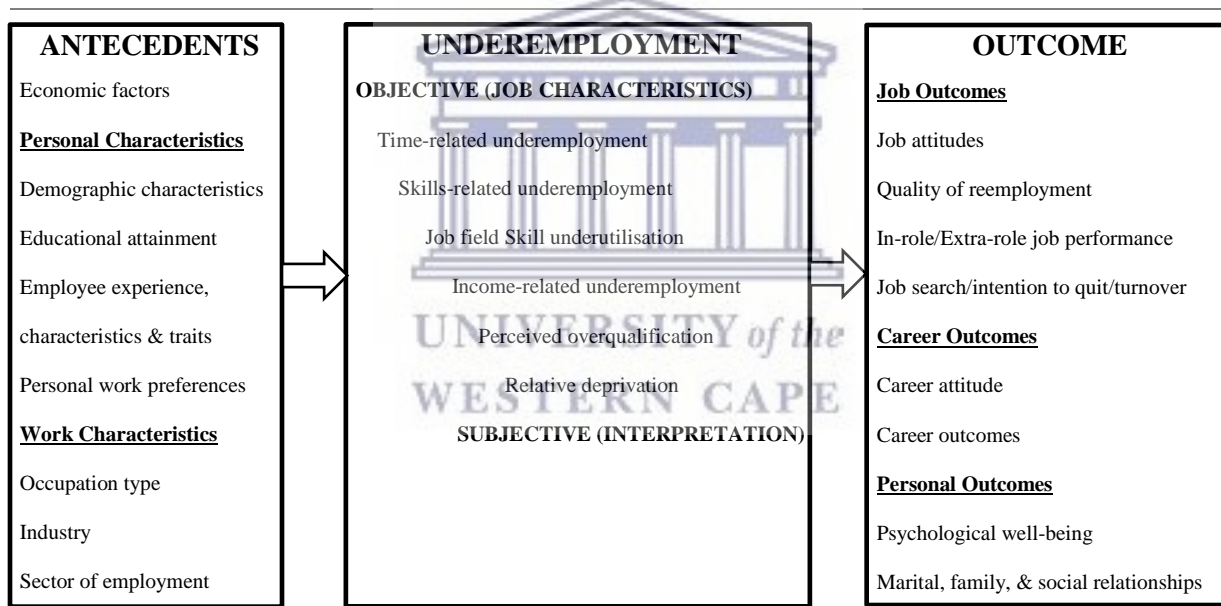 ANTECEDENTS
Economic factors
Personal Characteristics
Demographic characteristics
Educational attainment
Employee experience,
characteristics & traits
Personal work preferences
Work Characteristics
Occupation type
Industry
Sector of employment
UNDEREMPLOYMENT
OBJECTIVE (JOB CHARACTERISTICS)
Time-related underemployment
Skills-related underemployment
Job field Skill underutilisation
Income-related underemployment
Perceived overqualification
Relative deprivation
SUBJECTIVE (INTERPRETATION)
UNIVERSITY of the
WESTERN CAPE
OUTCOME
Job Outcomes
Job attitudes
Quality of reemployment
In-role/Extra-role job performance
Job search/intention to quit/turnover
Career Outcomes
Career attitude
Career outcomes
Personal Outcomes
Psychological well-being
Marital, family, & social relationships